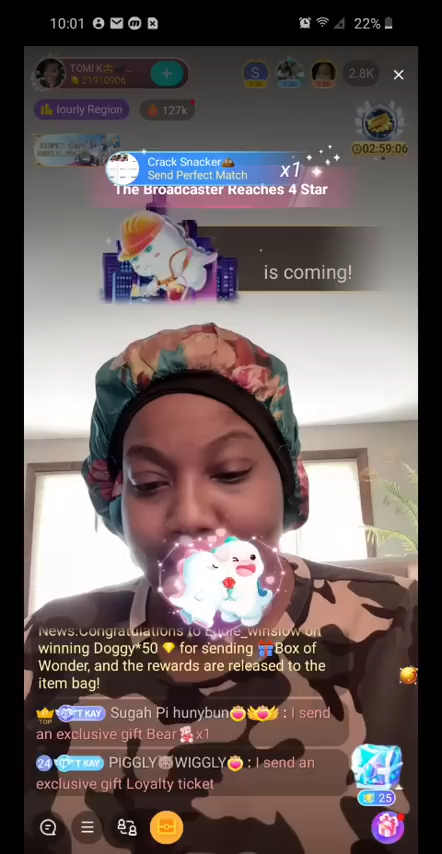 10:01
22%
TOMI K
21910906
S
2.8K
Hourly Region
127k
02:59:06
Crack Snacker
Send Perfect Match
x1
The Broadcaster Reaches 4 Star
is coming!
News:Congratulations to Eddie_winslow on
winning Doggy*50 💎 for sending 🎁Box of
Wonder, and the rewards are released to the
item bag!
TOP T KAY Sugah Pi hunybun : I send
an exclusive gift Bear🧸x1
24 T KAY PIGGLY🐷WIGGLY : I send an
exclusive gift Loyalty ticket
25